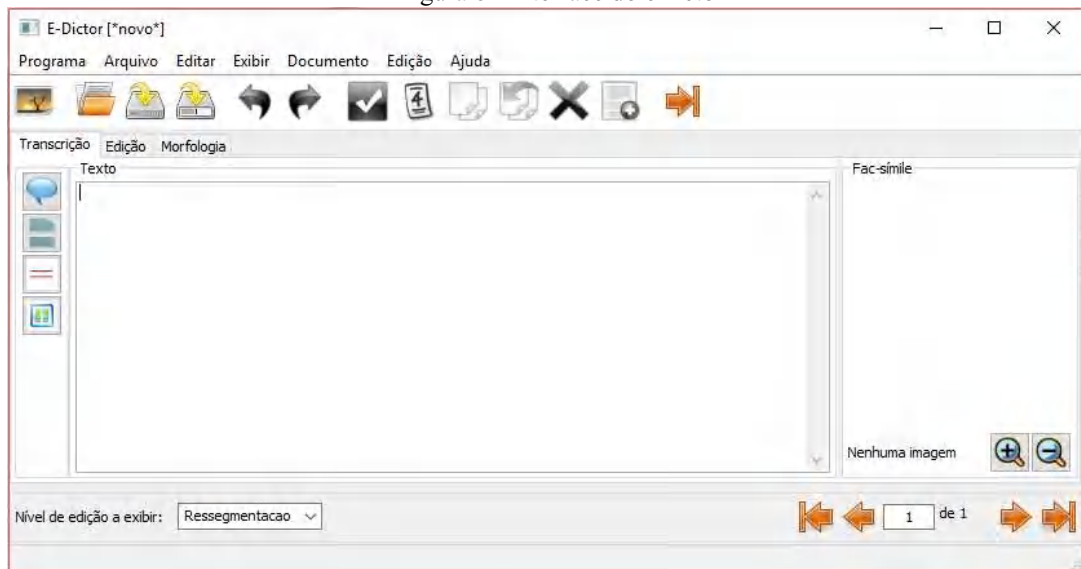 E-Dictor [*novo*]
Programa Arquivo Editar Exibir Documento Edição Ajuda
4
Transcrição Edição Morfologia
Texto
Fac-símile
Nenhuma imagem
Nível de edição a exibir: Ressegmentacao
1 de 1